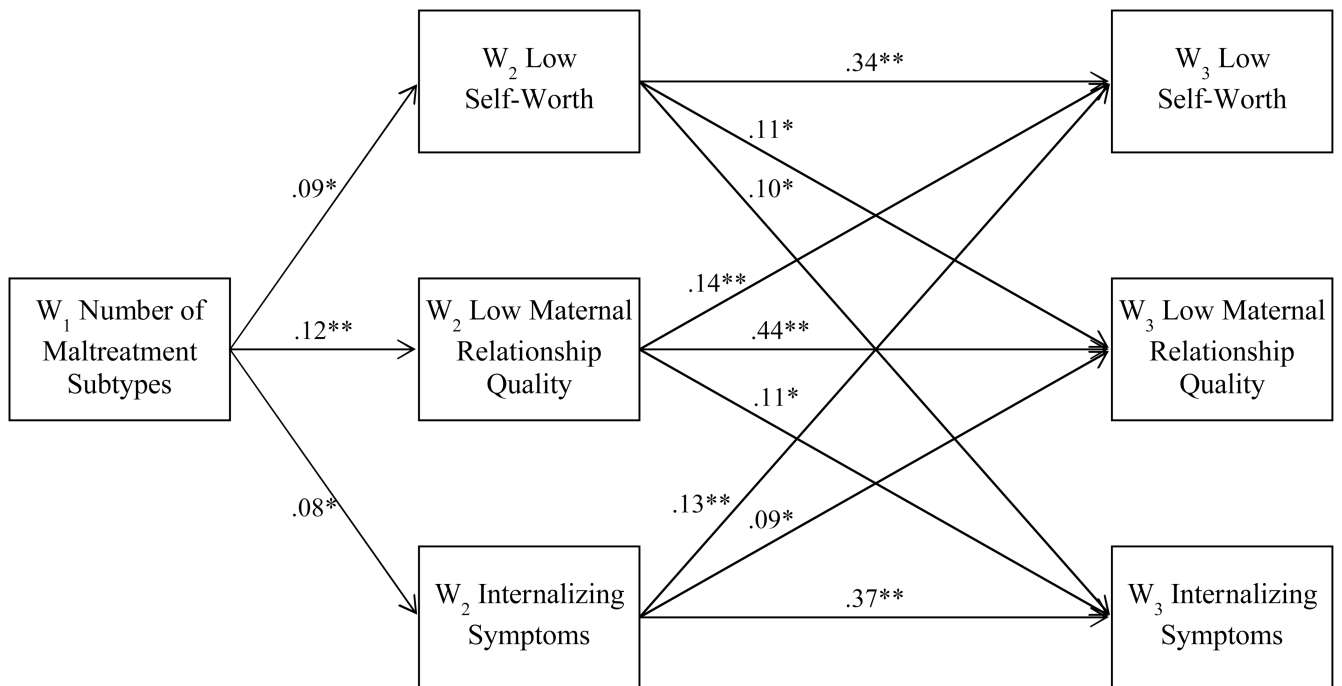 W₂ Low
Self-Worth
.34**
W₃ Low
Self-Worth
.11*
.09*
.10*
W₁ Number of
Maltreatment
Subtypes
.12**
W₂ Low Maternal
Relationship
Quality
.14**
.44**
.11*
W₃ Low Maternal
Relationship
Quality
.08*
.13**
.09*
W₂ Internalizing
Symptoms
.37**
W₃ Internalizing
Symptoms